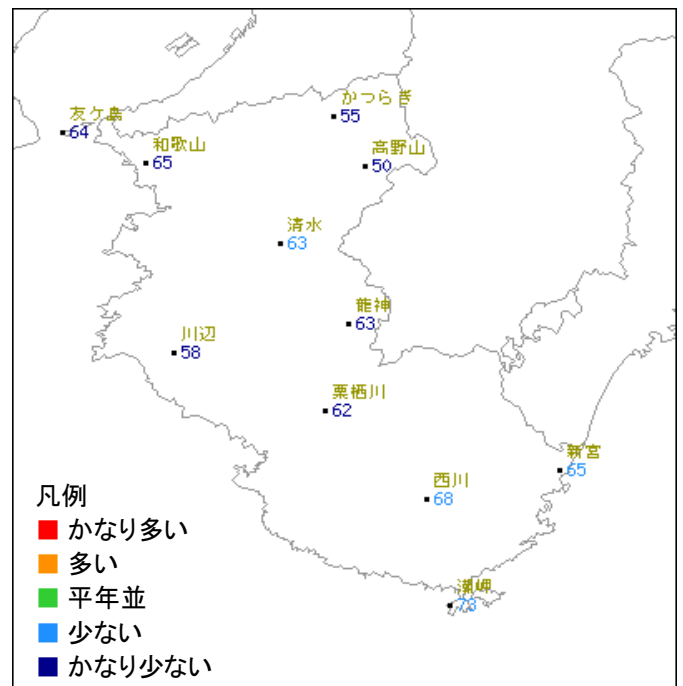 かつらぎ
55
友ケ島
64
和歌山
65
高野山
50
清水
63
龍神
63
川辺
58
栗栖川
62
新宮
65
西川
68
潮岬
73
凡例
かなり多い
多い
平年並
少ない
かなり少ない